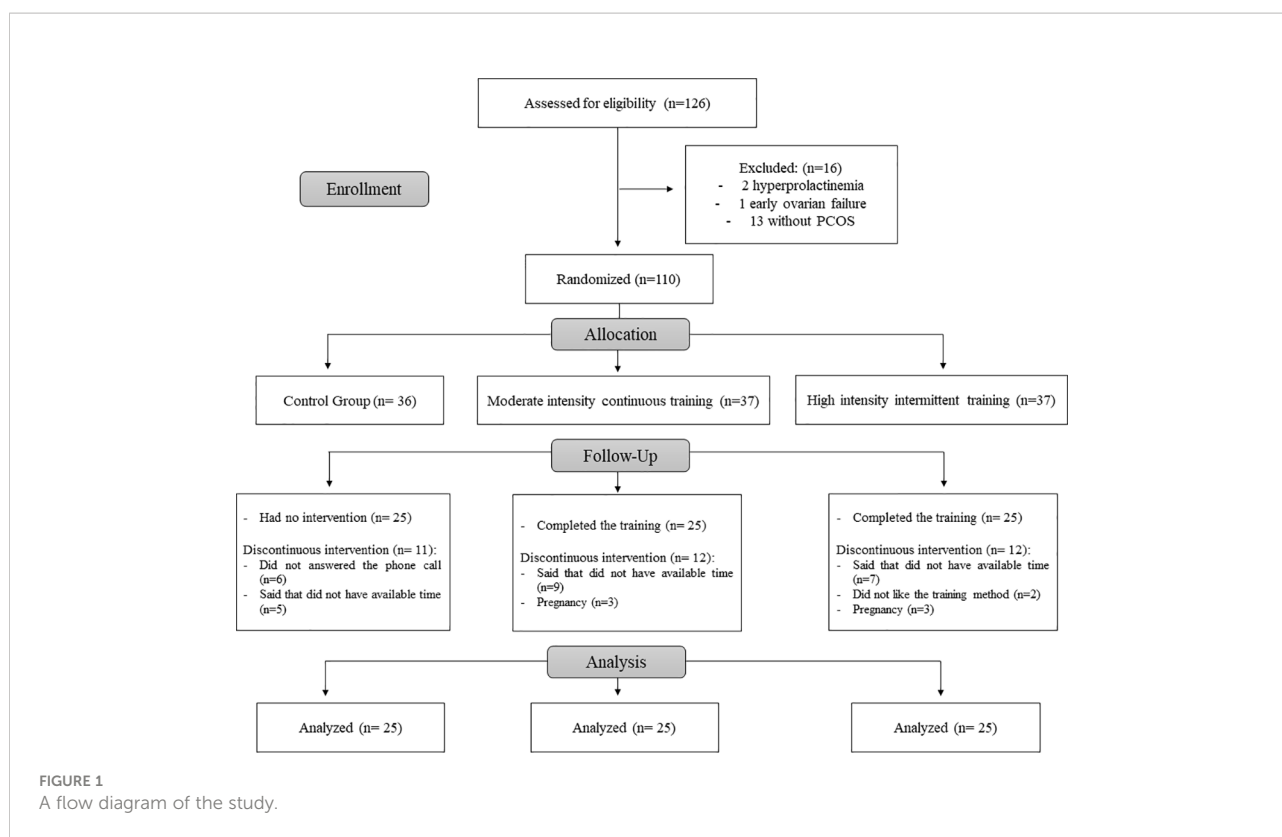 Assessed for eligibility (n=126)
Excluded: (n=16)
- 2 hyperprolactinemia
- 1 early ovarian failure
- 13 without PCOS
Enrollment
Randomized (n=110)
Allocation
Control Group (n= 36)
Moderate intensity continuous training (n=37)
High intensity intermittent training (n=37)
Follow-Up
- Had no intervention (n= 25)
Discontinuous intervention (n= 11):
- Did not answered the phone call
(n=6)
- Said that did not have available time
(n=5)
- Completed the training (n= 25)
Discontinuous intervention (n= 12):
- Said that did not have available time
(n=9)
- Pregnancy (n=3)
- Completed the training (n= 25)
Discontinuous intervention (n= 12):
- Said that did not have available time
(n=7)
- Did not like the training method (n=2)
- Pregnancy (n=3)
Analysis
Analyzed (n= 25)
Analyzed (n= 25)
Analyzed (n= 25)
FIGURE 1
A flow diagram of the study.